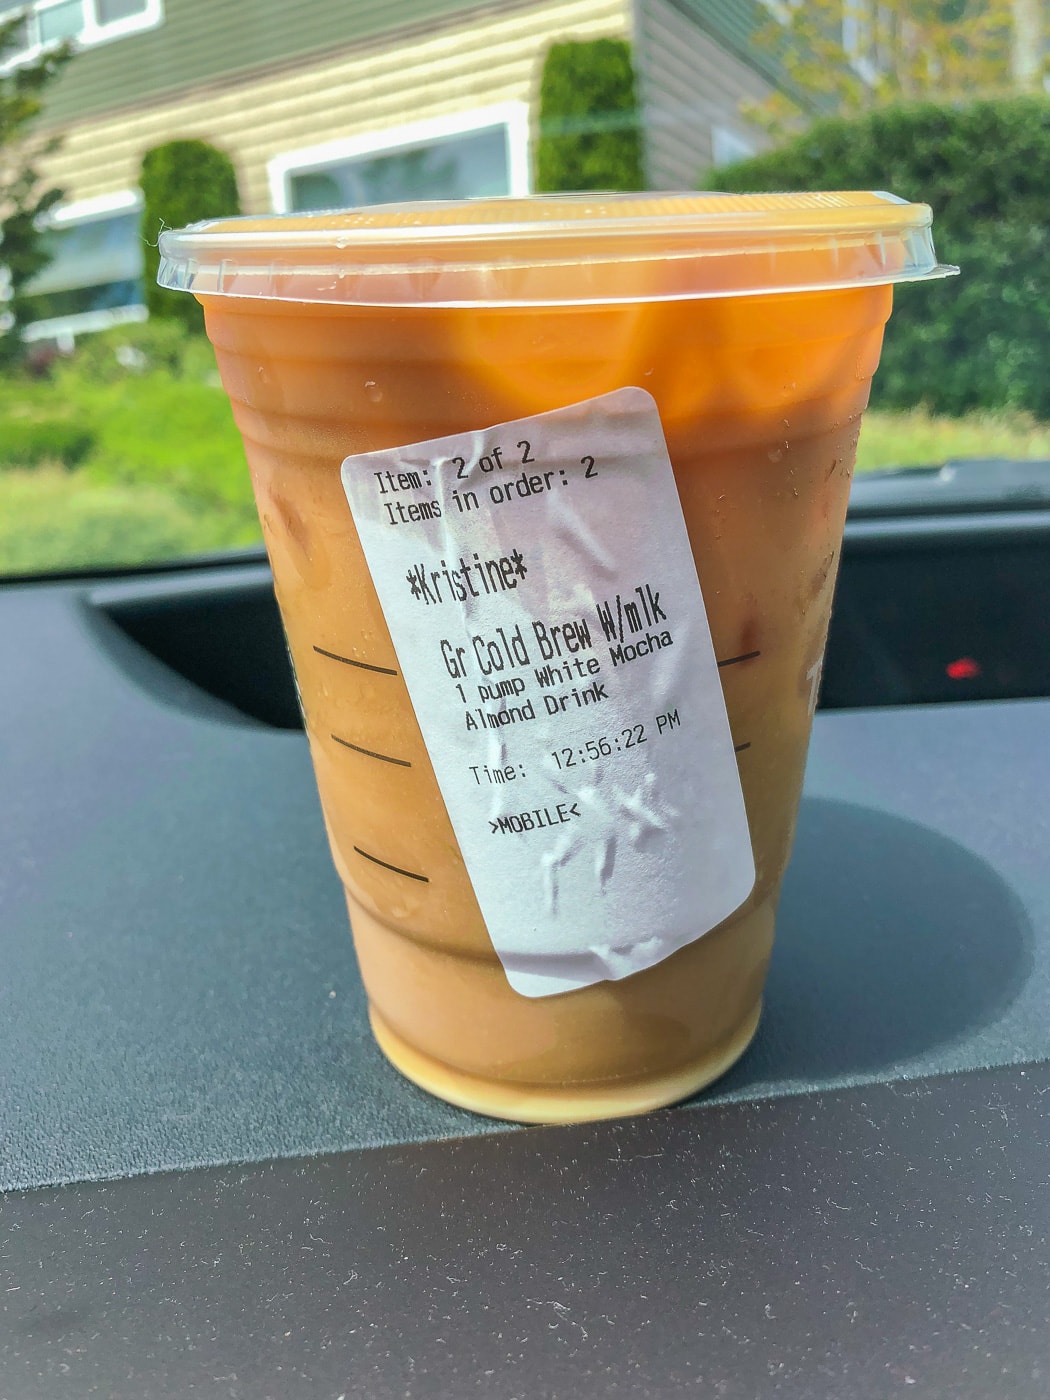 Item: 2 of 2
Items in order: 2
*Kristine*
Gr Cold Brew W/mlk
1 pump White Mocha
Almond Drink
Time: 12:56:22 PM
>MOBILE<